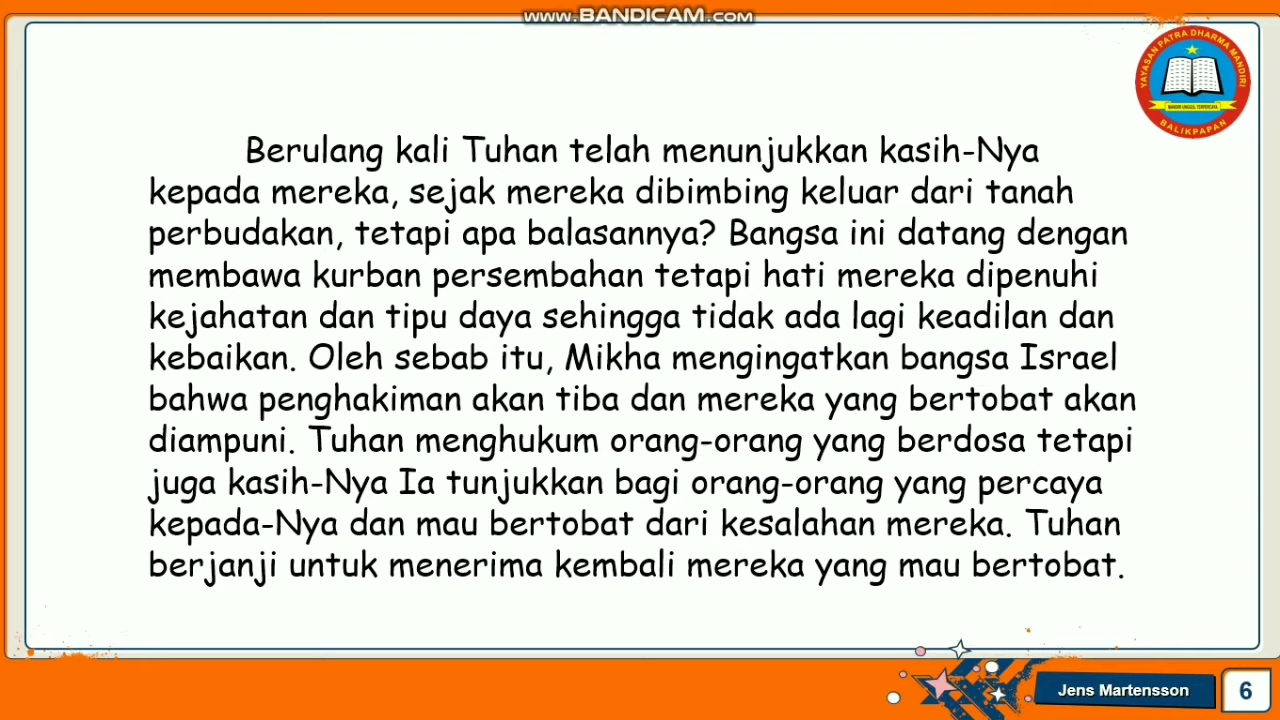 www.BANDICAM.com
YAYASAN PATRA DHARMA MANDIRI
BALIKPAPAN
Berulang kali Tuhan telah menunjukkan kasih-Nya
kepada mereka, sejak mereka dibimbing keluar dari tanah
perbudakan, tetapi apa balasannya? Bangsa ini datang dengan
membawa kurban persembahan tetapi hati mereka dipenuhi
kejahatan dan tipu daya sehingga tidak ada lagi keadilan dan
kebaikan. Oleh sebab itu, Mikha mengingatkan bangsa Israel
bahwa penghakiman akan tiba dan mereka yang bertobat akan
diampuni. Tuhan menghukum orang-orang yang berdosa tetapi
juga kasih-Nya Ia tunjukkan bagi orang-orang yang percaya
kepada-Nya dan mau bertobat dari kesalahan mereka. Tuhan
berjanji untuk menerima kembali mereka yang mau bertobat.
Jens Martensson
6